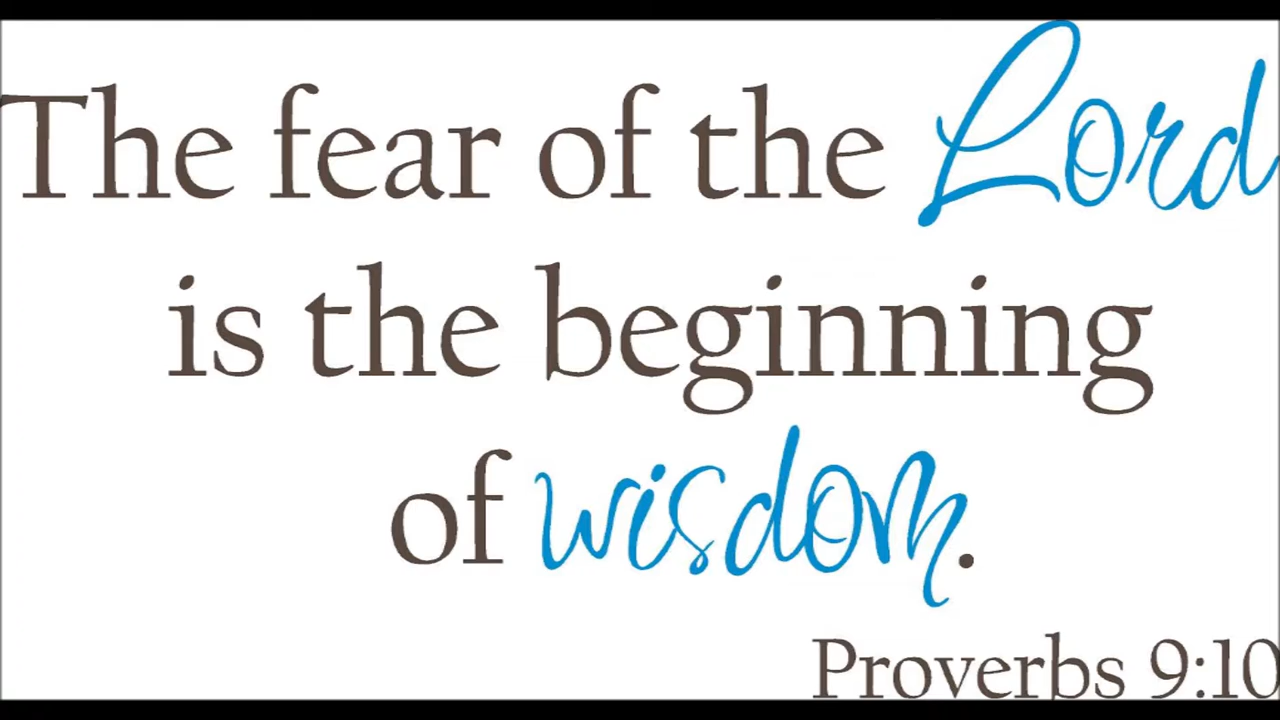 The fear of the Lord
is the beginning
of wisdom.
Proverbs 9:10